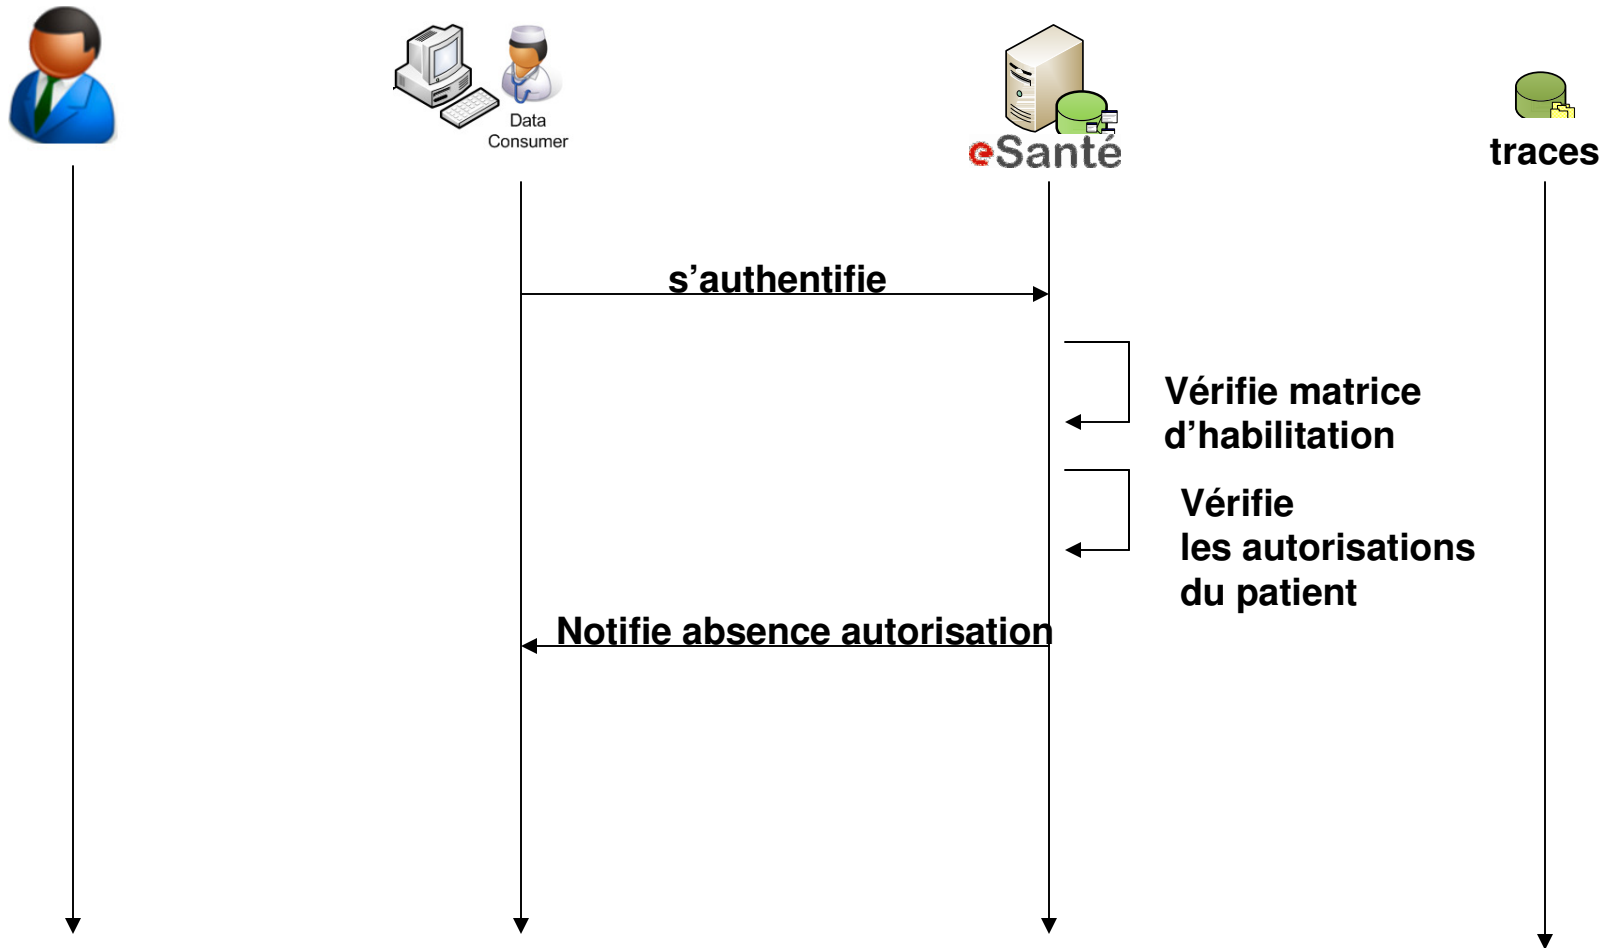 Data
Consumer
eSanté
traces
s’authentifie
Vérifie matrice
d’habilitation
Vérifie
les autorisations
du patient
Notifie absence autorisation